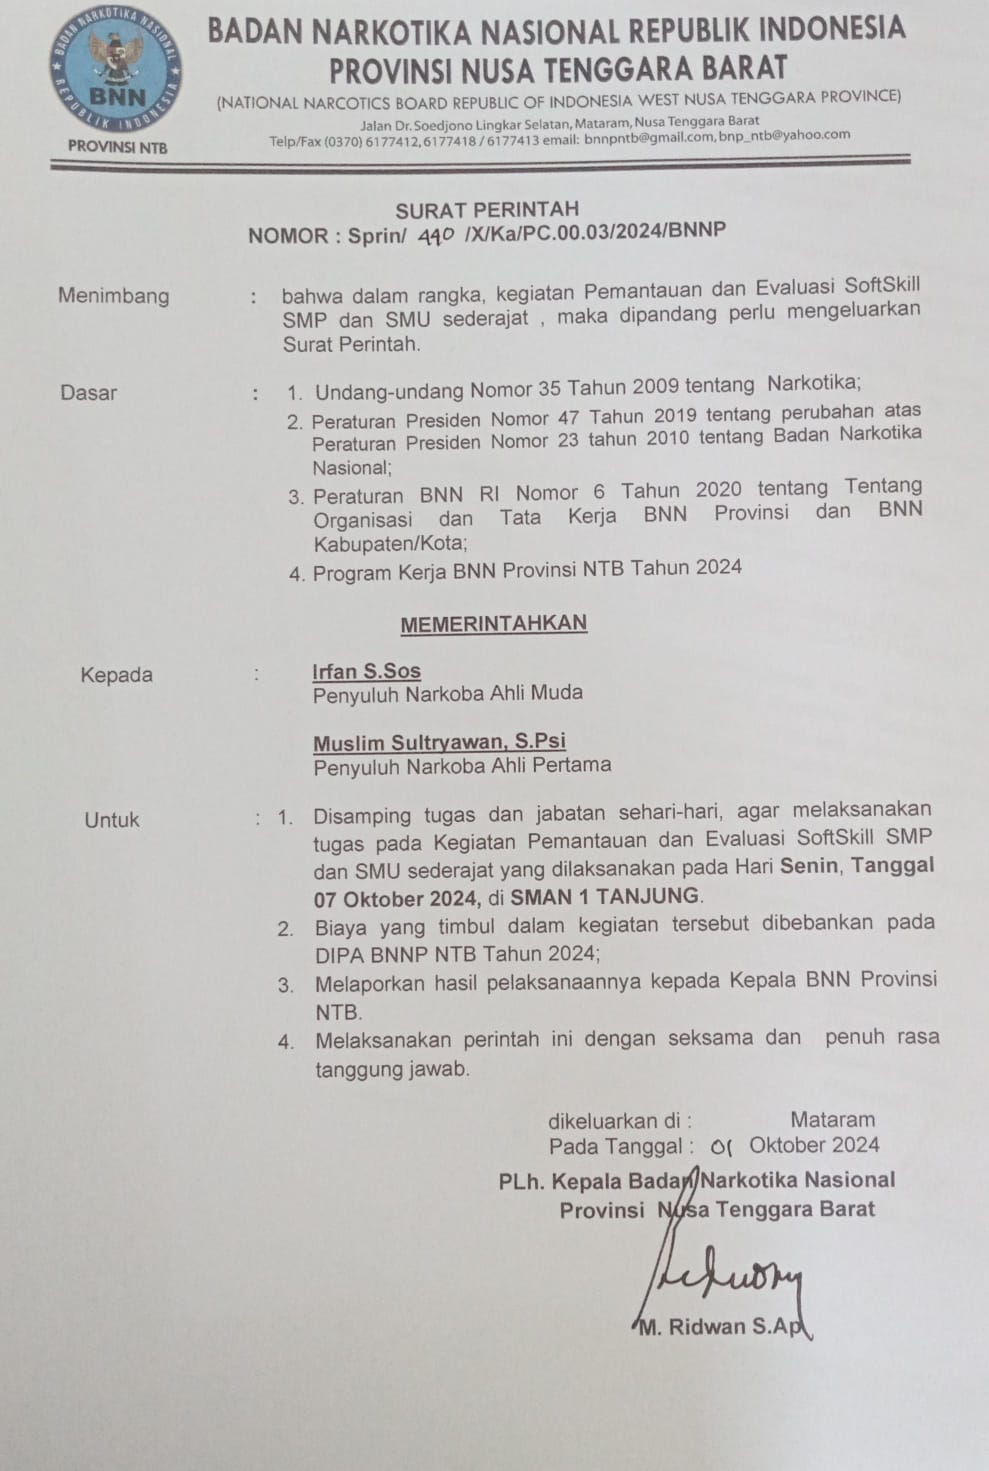 BADAN NARKOTIKA NASIONAL
REPUBLIK INDONESIA
BNN
PROVINSI NTB
BADAN NARKOTIKA NASIONAL REPUBLIK INDONESIA
PROVINSI NUSA TENGGARA BARAT
(NATIONAL NARCOTICS BOARD REPUBLIC OF INDONESIA WEST NUSA TENGGARA PROVINCE)
Jalan Dr. Soedjono Lingkar Selatan, Mataram, Nusa Tenggara Barat
Telp/Fax (0370) 6177412, 6177418 / 6177413 email: bnnpntb@gmail.com, bnp_ntb@yahoo.com
SURAT PERINTAH
NOMOR : Sprin/ 440 /X/Ka/PC.00.03/2024/BNNP
Menimbang : bahwa dalam rangka, kegiatan Pemantauan dan Evaluasi SoftSkill
SMP dan SMU sederajat , maka dipandang perlu mengeluarkan
Surat Perintah.
Dasar : 1. Undang-undang Nomor 35 Tahun 2009 tentang Narkotika;
2. Peraturan Presiden Nomor 47 Tahun 2019 tentang perubahan atas
Peraturan Presiden Nomor 23 tahun 2010 tentang Badan Narkotika
Nasional;
3. Peraturan BNN RI Nomor 6 Tahun 2020 tentang Tentang
Organisasi dan Tata Kerja BNN Provinsi dan BNN
Kabupaten/Kota;
4. Program Kerja BNN Provinsi NTB Tahun 2024
MEMERINTAHKAN
Kepada : Irfan S.Sos
Penyuluh Narkoba Ahli Muda
Muslim Sultryawan, S.Psi
Penyuluh Narkoba Ahli Pertama
Untuk : 1. Disamping tugas dan jabatan sehari-hari, agar melaksanakan
tugas pada Kegiatan Pemantauan dan Evaluasi SoftSkill SMP
dan SMU sederajat yang dilaksanakan pada Hari Senin, Tanggal
07 Oktober 2024, di SMAN 1 TANJUNG.
2. Biaya yang timbul dalam kegiatan tersebut dibebankan pada
DIPA BNNP NTB Tahun 2024;
3. Melaporkan hasil pelaksanaannya kepada Kepala BNN Provinsi
NTB.
4. Melaksanakan perintah ini dengan seksama dan penuh rasa
tanggung jawab.
dikeluarkan di : Mataram
Pada Tanggal : 01 Oktober 2024
PLh. Kepala Badan Narkotika Nasional
Provinsi Nusa Tenggara Barat
M. Ridwan S.Ap